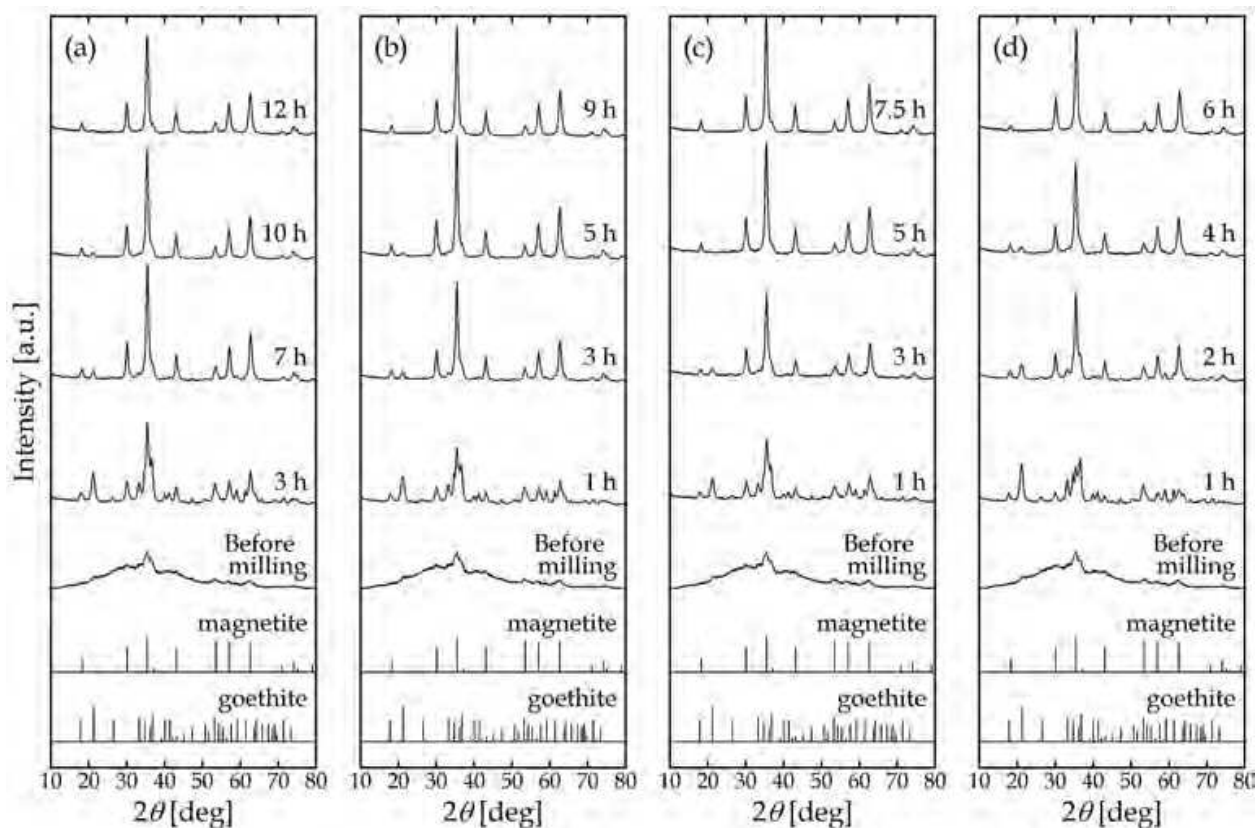 Intensity [a.u.]
(a)
12 h
10 h
7 h
3 h
Before
milling
magnetite
goethite
10 20 30 40 50 60 70 80
2θ [deg]
(b)
9 h
5 h
3 h
1 h
Before
milling
magnetite
goethite
10 20 30 40 50 60 70 80
2θ [deg]
(c)
7.5 h
5 h
3 h
1 h
Before
milling
magnetite
goethite
10 20 30 40 50 60 70 80
2θ [deg]
(d)
6 h
4 h
2 h
1 h
Before
milling
magnetite
goethite
10 20 30 40 50 60 70 80
2θ [deg]